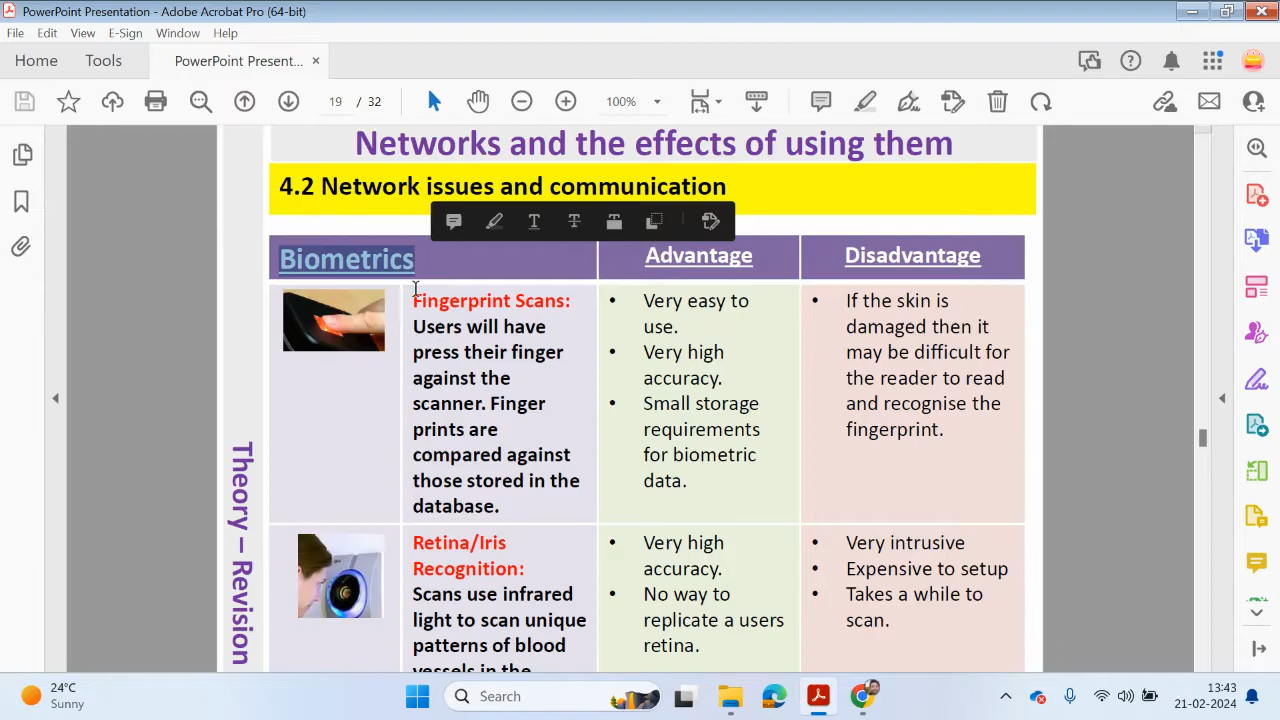 PowerPoint Presentation - Adobe Acrobat Pro (64-bit)
File Edit View E-Sign Window Help
Home Tools PowerPoint Present... ×
19 / 32 100%
Networks and the effects of using them
4.2 Network issues and communication
Biometrics Advantage Disadvantage
Fingerprint Scans:
Users will have
press their finger
against the
scanner. Finger
prints are
compared against
those stored in the
database.
• Very easy to
use.
• Very high
accuracy.
• Small storage
requirements
for biometric
data.
• If the skin is
damaged then it
may be difficult for
the reader to read
and recognise the
fingerprint.
Retina/Iris
Recognition:
Scans use infrared
light to scan unique
patterns of blood
vessels in the
• Very high
accuracy.
• No way to
replicate a users
retina.
• Very intrusive
• Expensive to setup
• Takes a while to
scan.
Theory – Revision
24°C
Sunny
Search
13:43
21-02-2024